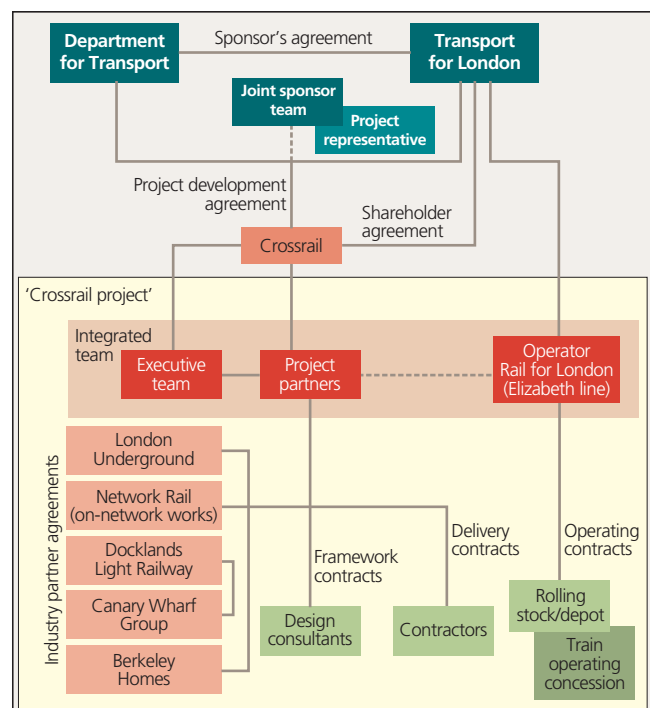 Department
for Transport
Sponsor’s agreement
Transport
for London
Joint sponsor
team
Project
representative
Project development
agreement
Shareholder
agreement
Crossrail
‘Crossrail project’
Integrated
team
Executive
team
Project
partners
Operator
Rail for London
(Elizabeth line)
Industry partner agreements
London
Underground
Network Rail
(on-network works)
Docklands
Light Railway
Canary Wharf
Group
Berkeley
Homes
Framework
contracts
Delivery
contracts
Operating
contracts
Design
consultants
Contractors
Rolling
stock/depot
Train
operating
concession